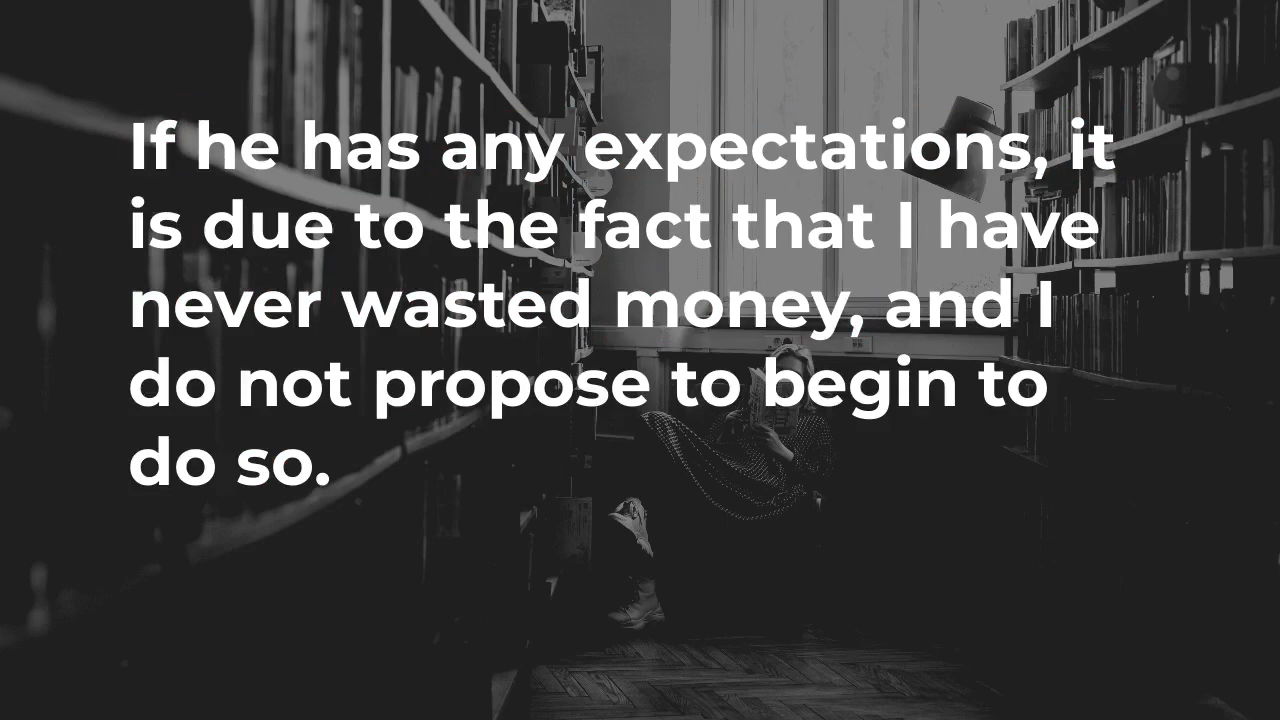 If he has any expectations, it
is due to the fact that I have
never wasted money, and I
do not propose to begin to
do so.